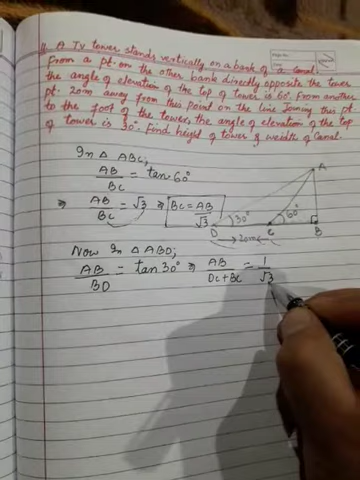 A TV tower stands vertically on a bank of a canal.
From a pt. on the other bank directly opposite the tower
the angle of elevation of the top of tower is 60°. From another
pt. 20m away from this point on the line Joining this pt.
to the foot of the tower, the angle of elevation of the top
of tower is 30°. Find height of tower & width of Canal.
In △ ABC,
AB/BC = tan 60°
⇒ AB/BC = √3 ⇒ BC = AB/√3
A
30°
60°
D
C
B
20m
Now In △ ABD;
AB/BD = tan 30° ⇒ AB/DC+BC = 1/√3